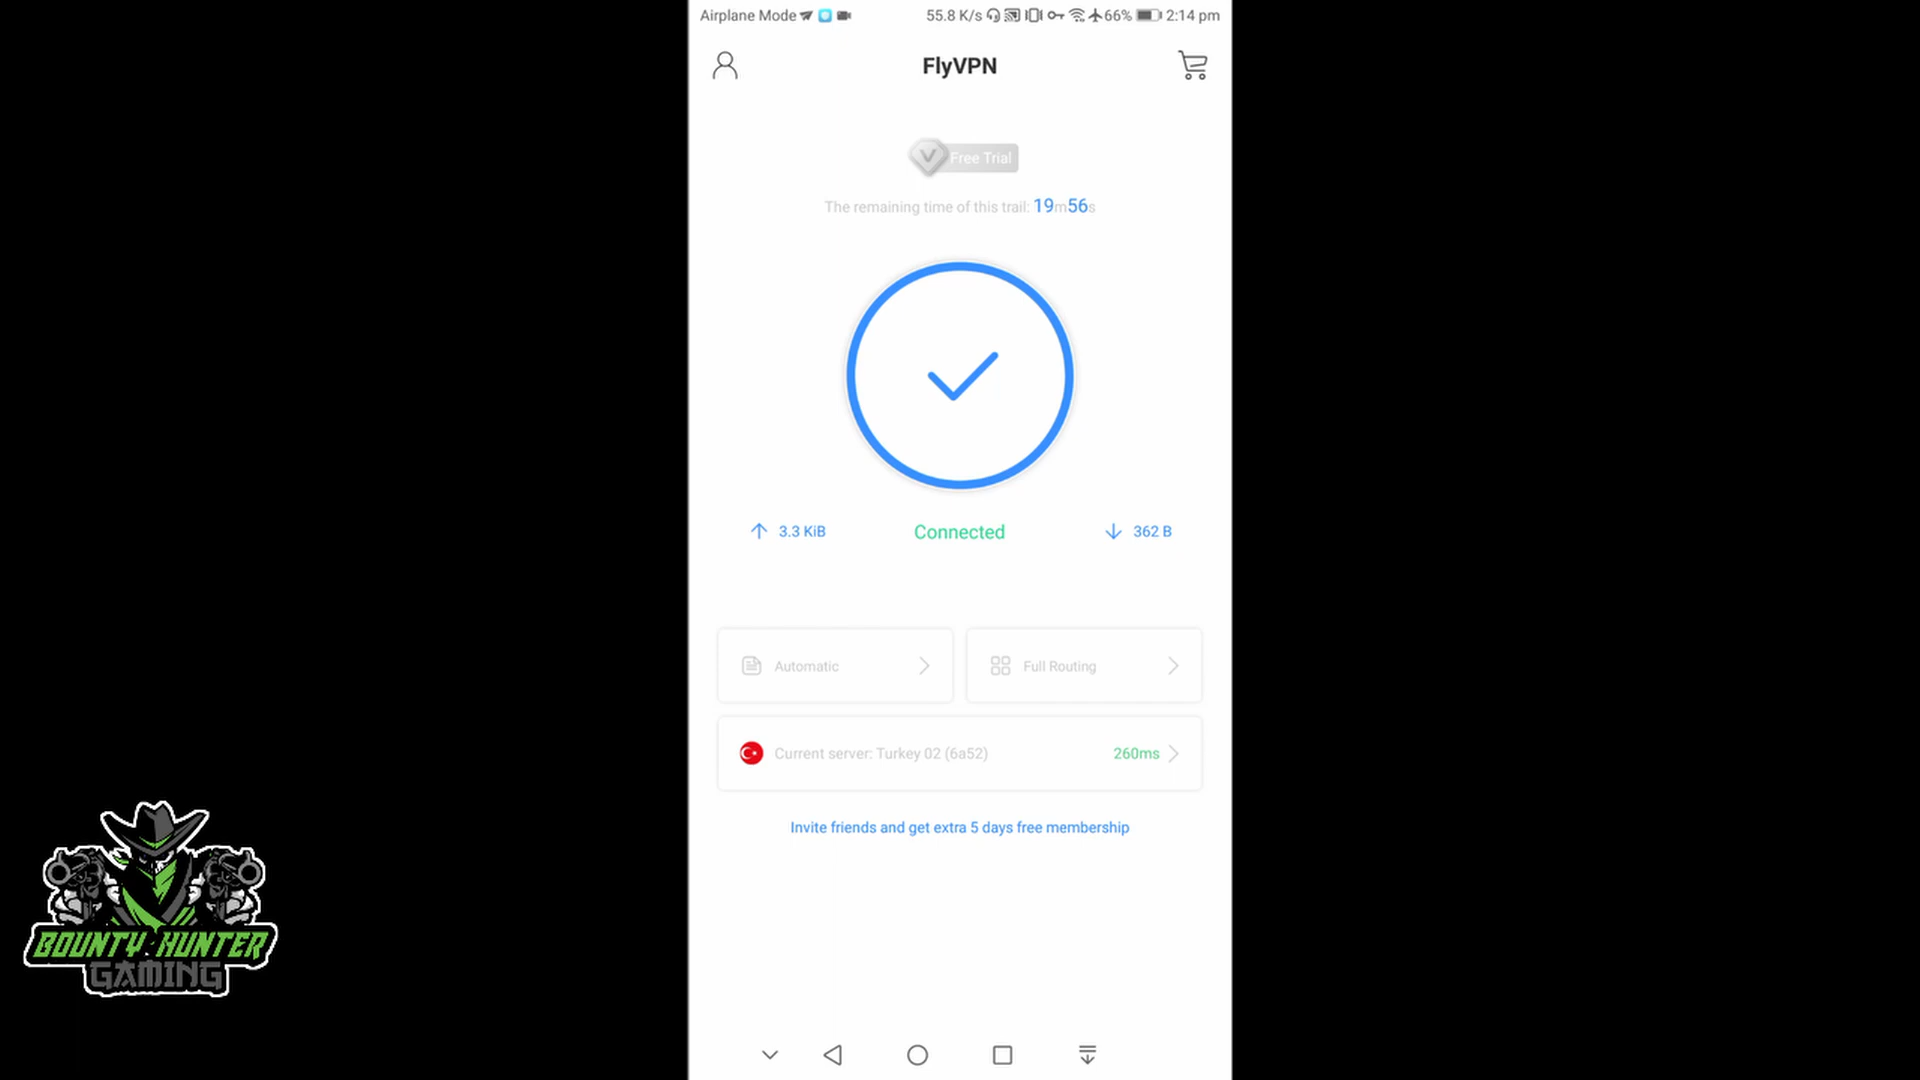 Airplane Mode 55.8 K/s 66% 2:14 pm
FlyVPN
V Free Trial
The remaining time of this trail: 19m56s
3.3 KiB Connected 362 B
Automatic Full Routing
Current server: Turkey 02 (6a52) 260ms
Invite friends and get extra 5 days free membership
BOUNTY HUNTER
GAMING